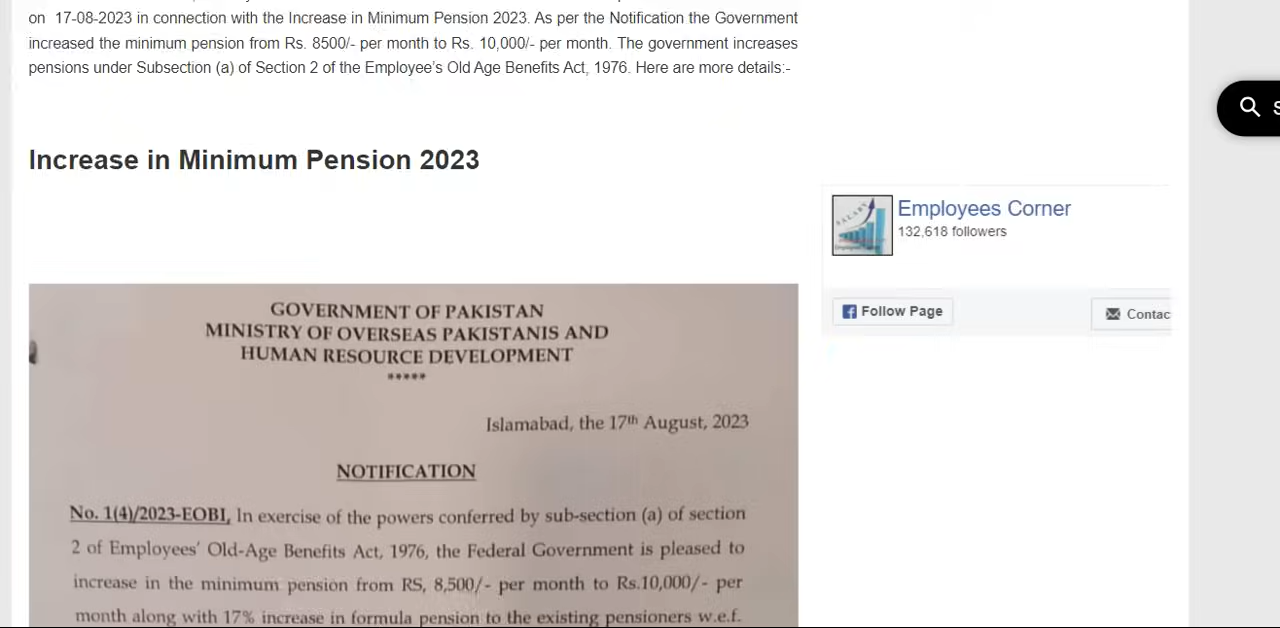 on 17-08-2023 in connection with the Increase in Minimum Pension 2023. As per the Notification the Government
increased the minimum pension from Rs. 8500/- per month to Rs. 10,000/- per month. The government increases
pensions under Subsection (a) of Section 2 of the Employee's Old Age Benefits Act, 1976. Here are more details:-
Increase in Minimum Pension 2023
GOVERNMENT OF PAKISTAN
MINISTRY OF OVERSEAS PAKISTANIS AND
HUMAN RESOURCE DEVELOPMENT
*****
Islamabad, the 17th August, 2023
NOTIFICATION
No. 1(4)/2023-EOBI, In exercise of the powers conferred by sub-section (a) of section
2 of Employees' Old-Age Benefits Act, 1976, the Federal Government is pleased to
increase in the minimum pension from RS, 8,500/- per month to Rs.10,000/- per
month along with 17% increase in formula pension to the existing pensioners w.e.f.
Employees Corner
132,618 followers
SALARY
Follow Page
Contac
S